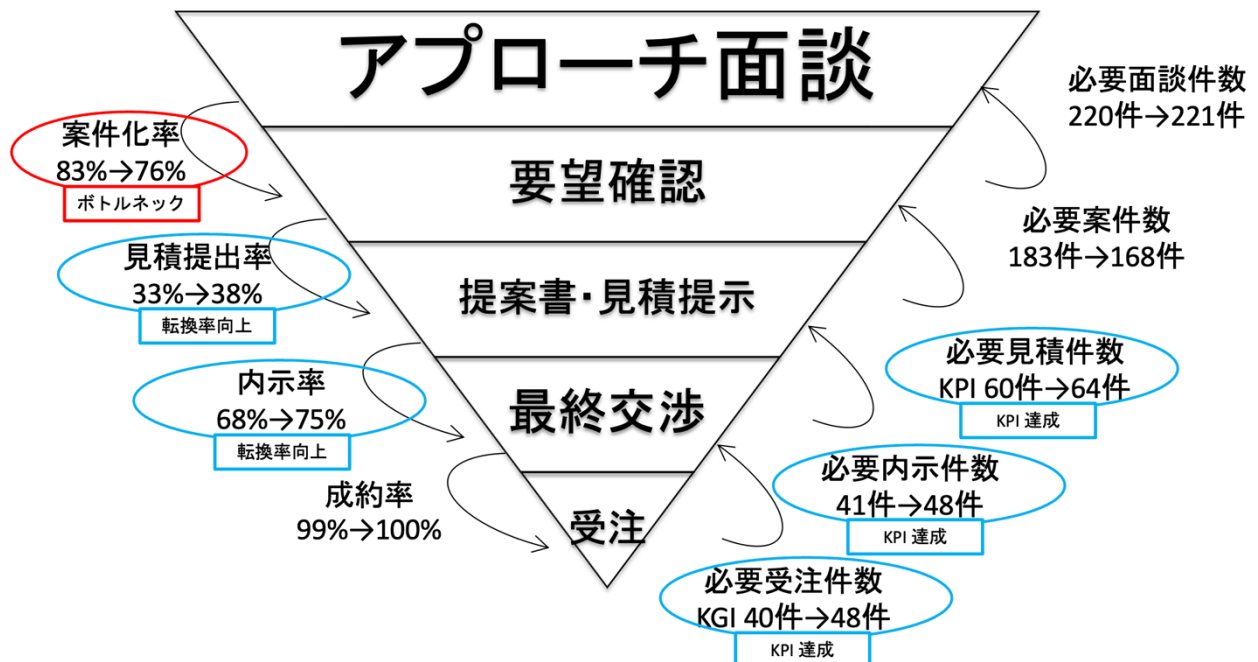 アプローチ面談
必要面談件数
220件→221件
案件化率
83%→76%
ボトルネック
要望確認
必要案件数
183件→168件
見積提出率
33%→38%
転換率向上
提案書・見積提示
必要見積件数
KPI 60件→64件
KPI 達成
内示率
68%→75%
転換率向上
最終交渉
必要内示件数
41件→48件
KPI 達成
成約率
99%→100%
受注
必要受注件数
KGI 40件→48件
KPI 達成